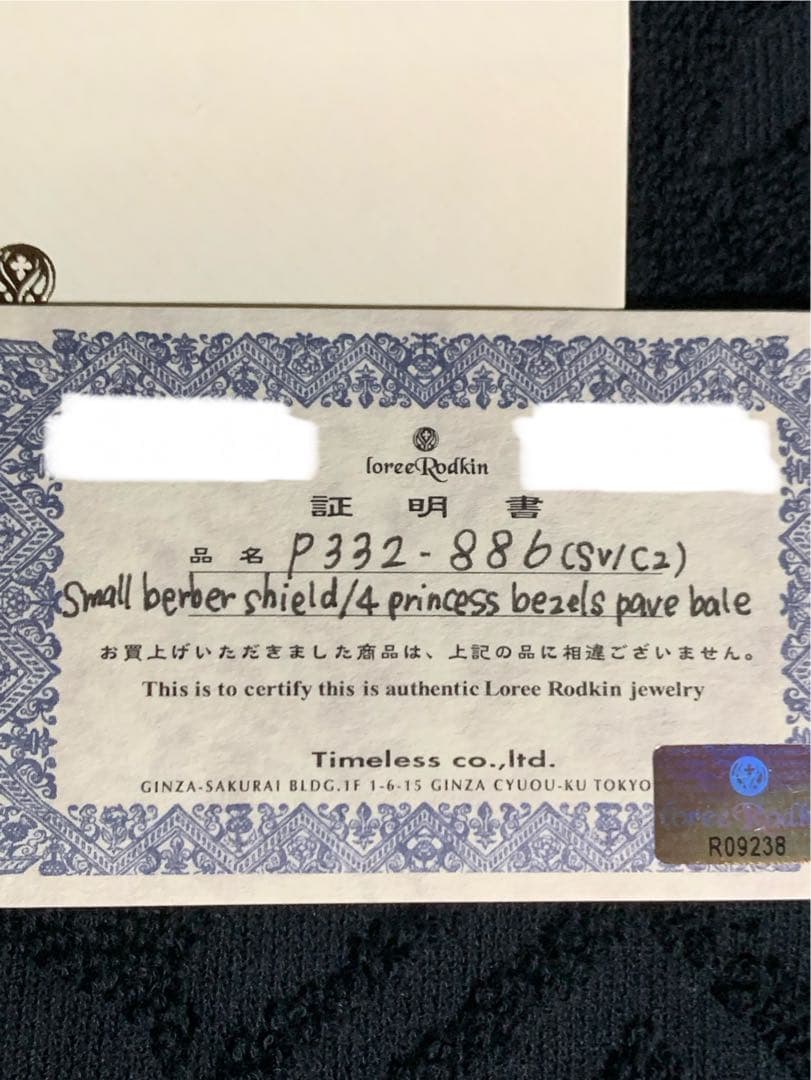 loreeRodkin
証明書
品名 P332-886(SV/CZ)
Small berber shield/4 princess bezels pave bale
お買上げいただきました商品は、上記の品に相違ございません。
This is to certify this is authentic Loree Rodkin jewelry
Timeless co.,ltd.
GINZA-SAKURAI BLDG.1F 1-6-15 GINZA CYUOU-KU TOKYO
loree Rodk
R09238